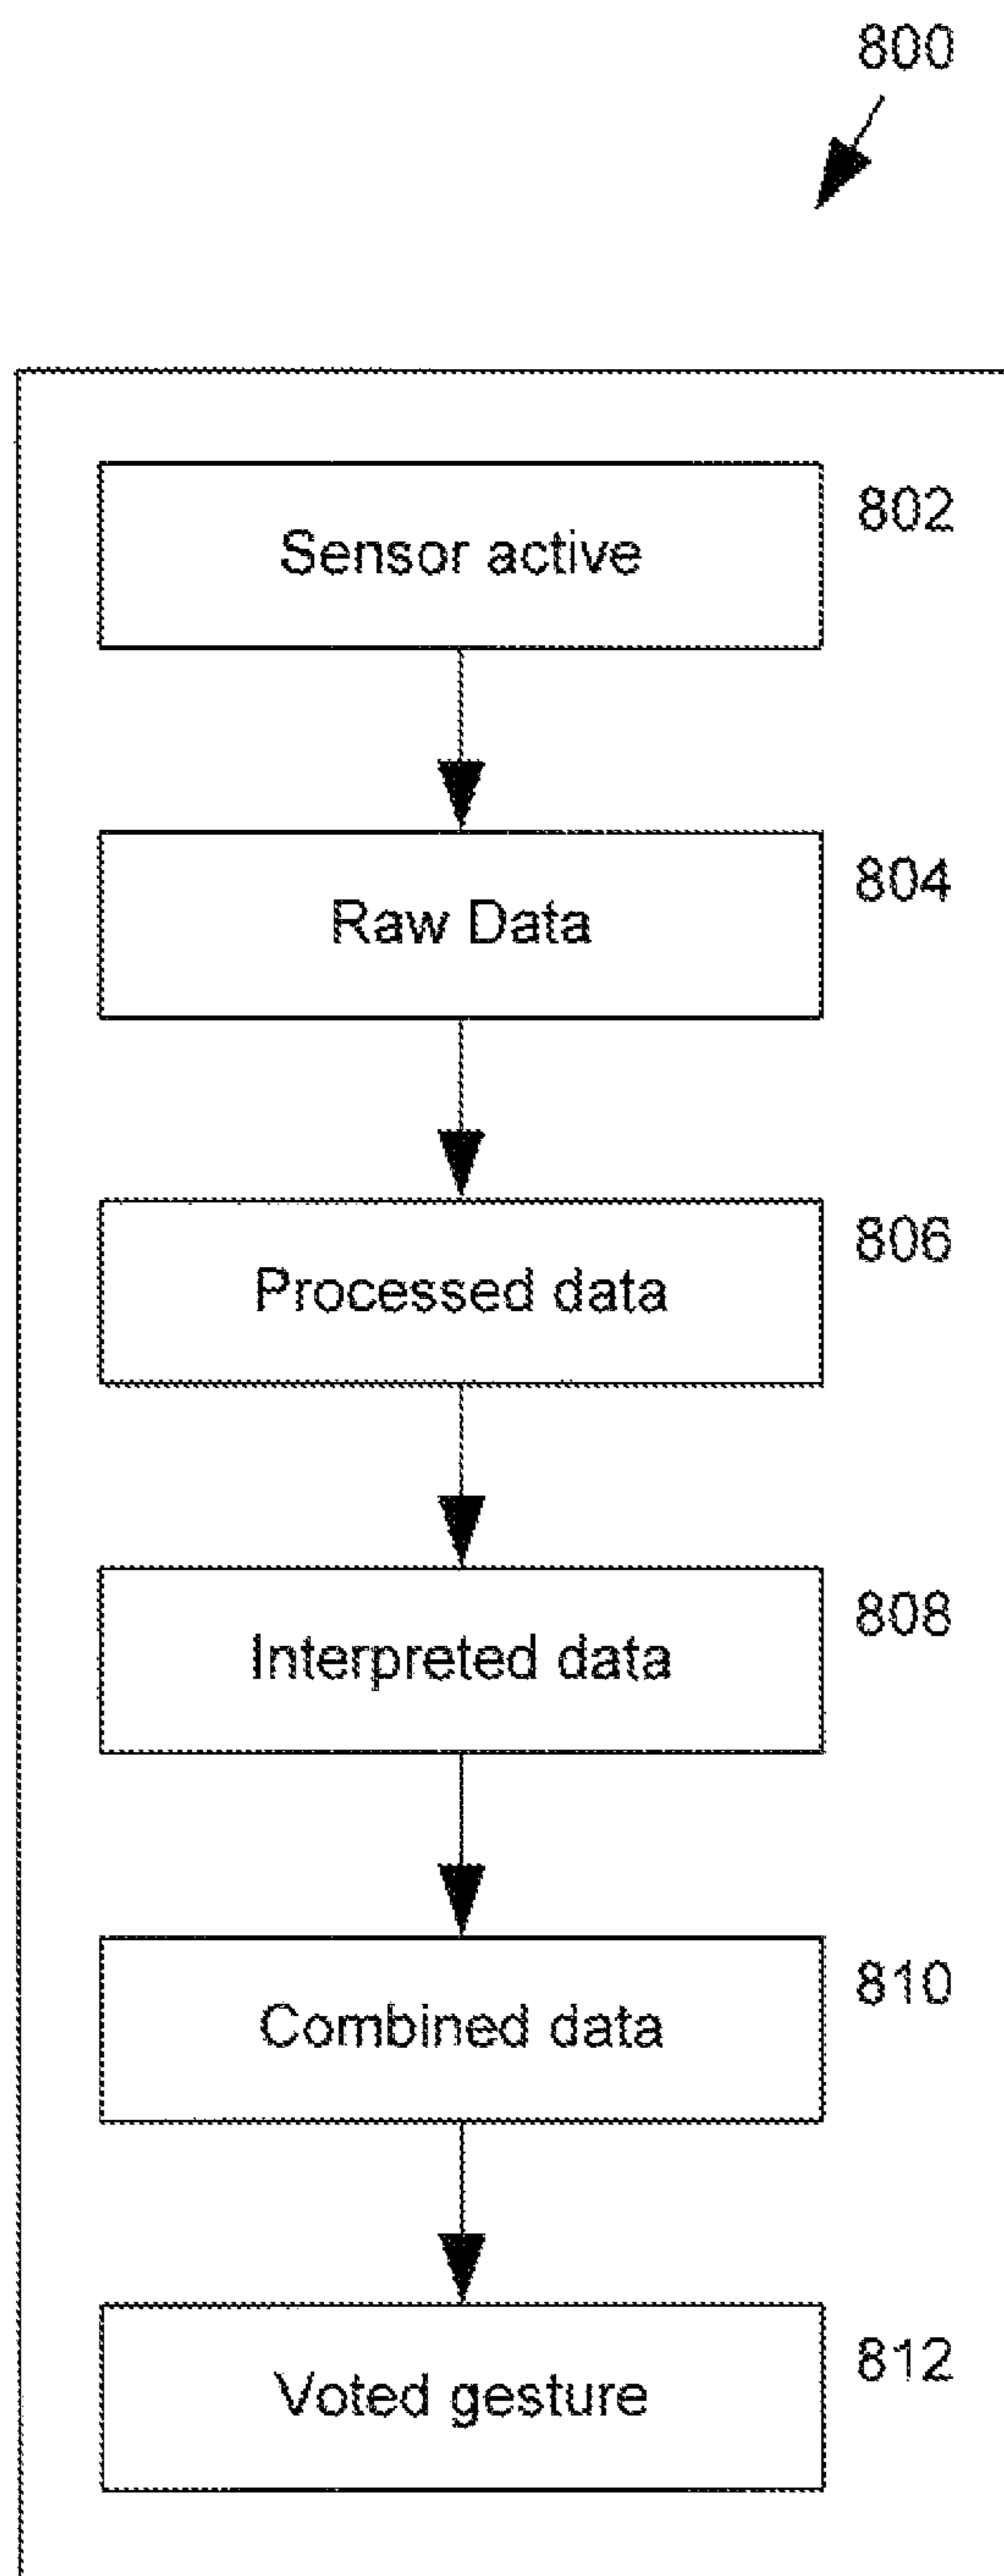 800
Sensor active
802
Raw Data
804
Processed data
806
Interpreted data
808
Combined data
810
Voted gesture
812